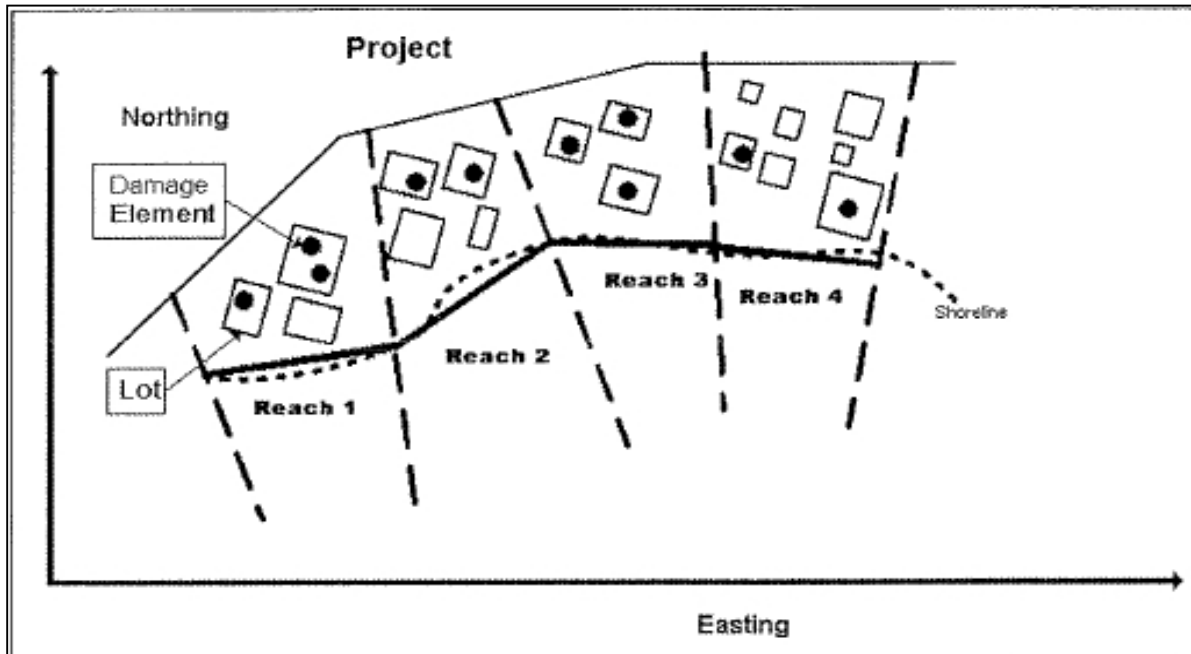 Project
Northing
Damage
Element
Reach 3
Reach 4
Shoreline
Reach 2
Lot
Reach 1
Easting